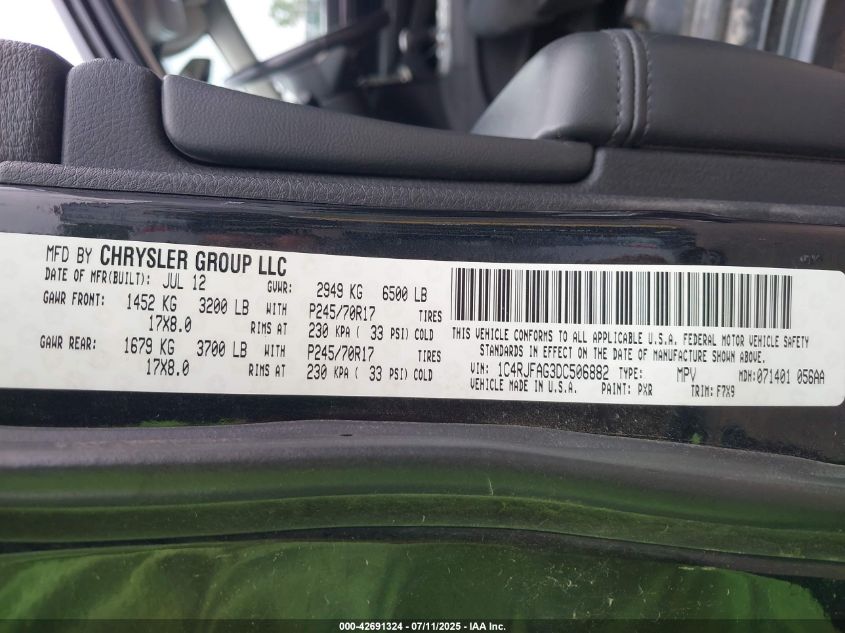 MFD BY CHRYSLER GROUP LLC
DATE OF MFR(BUILT): JUL 12 GVWR: 2949 KG 6500 LB
GAWR FRONT: 1452 KG 3200 LB WITH P245/70R17 TIRES
17X8.0 RIMS AT 230 KPA ( 33 PSI) COLD
GAWR REAR: 1679 KG 3700 LB WITH P245/70R17 TIRES
17X8.0 RIMS AT 230 KPA ( 33 PSI) COLD
THIS VEHICLE CONFORMS TO ALL APPLICABLE U.S.A. FEDERAL MOTOR VEHICLE SAFETY
STANDARDS IN EFFECT ON THE DATE OF MANUFACTURE SHOWN ABOVE.
VIN: 1C4RJFAG3DC506882 TYPE: MPV MDH:071401 056AA
VEHICLE MADE IN U.S.A. PAINT: PXR TRIM: F7X9
000-42691324 - 07/11/2025 - IAA Inc.